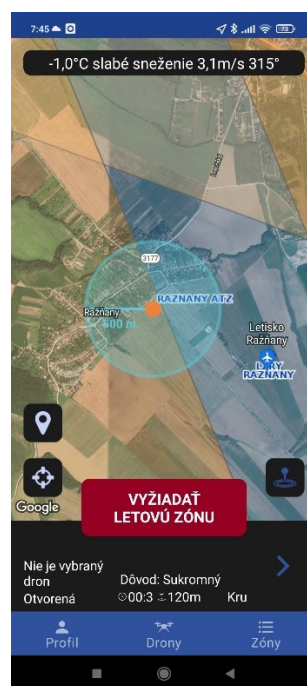 7:45
72
-1,0°C slabé sneženie 3,1m/s 315°
3177
RAZNANY ATZ
Ražňany
500 m
Letisko
Ražňany
RAZNANY
Google
VYŽIADAŤ
LETOVÚ ZÓNU
Nie je vybraný
dron
Dôvod: Sukromný
Otvorená
00:3
120m
Kru
Profil
Drony
Zóny